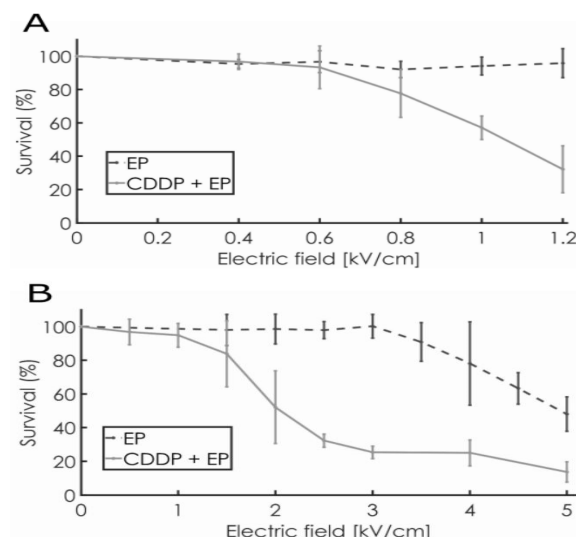 A
100
80
60
40
20
0
Survival (%)
EP
CDDP + EP
0 0.2 0.4 0.6 0.8 1 1.2
Electric field [kV/cm]
B
100
80
60
40
20
0
Survival (%)
EP
CDDP + EP
0 1 2 3 4 5
Electric field [kV/cm]